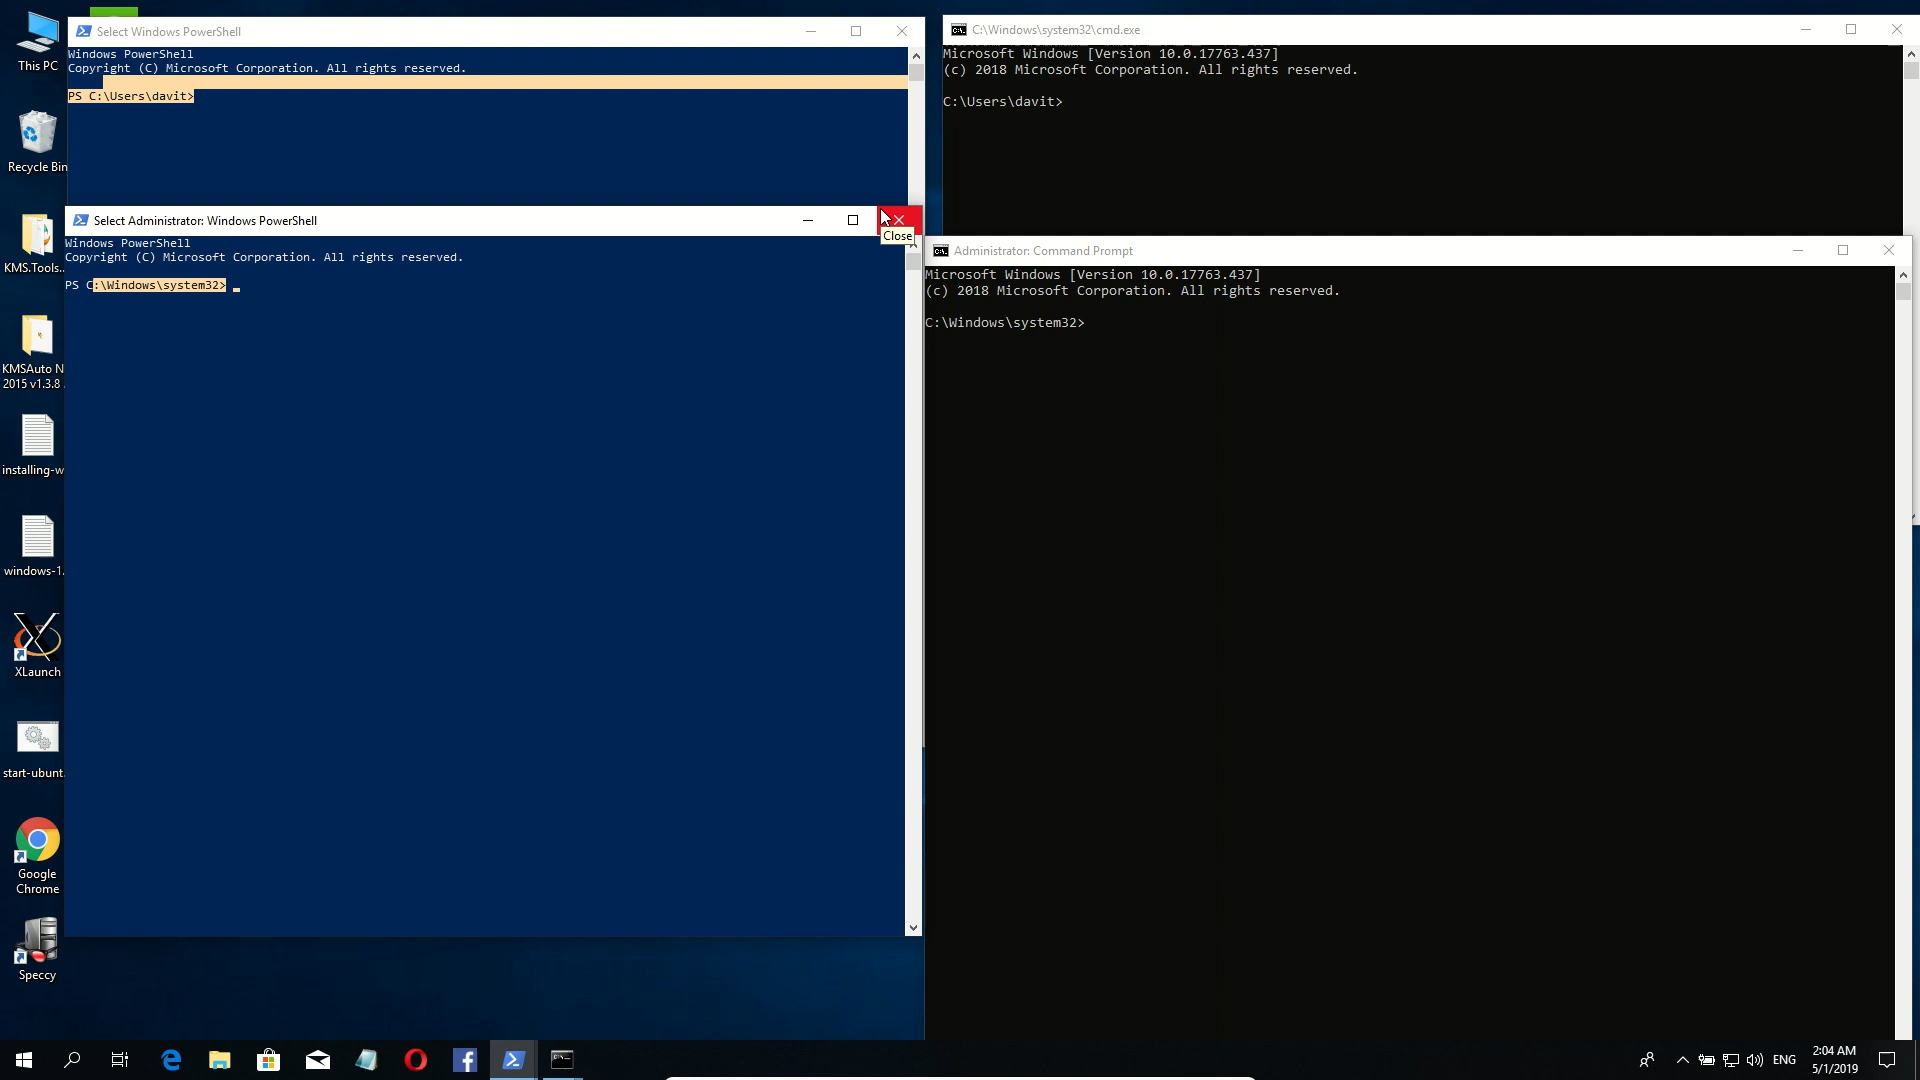 This PC
Recycle Bin
KMS.Tools...
KMSAuto N
2015 v1.3.8
installing-w
windows-1.
XLaunch
start-ubunt.
Google
Chrome
Speccy
Select Windows PowerShell
Windows PowerShell
Copyright (C) Microsoft Corporation. All rights reserved.
PS C:\Users\davit>
Select Administrator: Windows PowerShell
Close
Windows PowerShell
Copyright (C) Microsoft Corporation. All rights reserved.
PS C:\Windows\system32> _
C:\Windows\system32\cmd.exe
Microsoft Windows [Version 10.0.17763.437]
(c) 2018 Microsoft Corporation. All rights reserved.
C:\Users\davit>
Administrator: Command Prompt
Microsoft Windows [Version 10.0.17763.437]
(c) 2018 Microsoft Corporation. All rights reserved.
C:\Windows\system32>
ENG
2:04 AM
5/1/2019